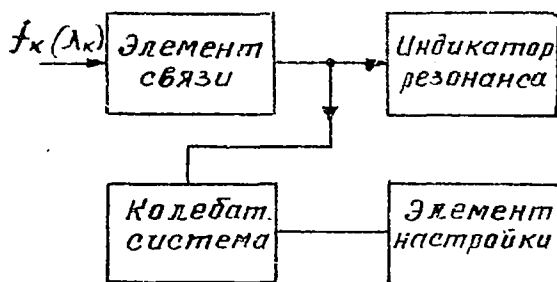 fк(λк)
Элемент
связи
Индикатор
резонанса
Колебат.
система
Элемент
настройки